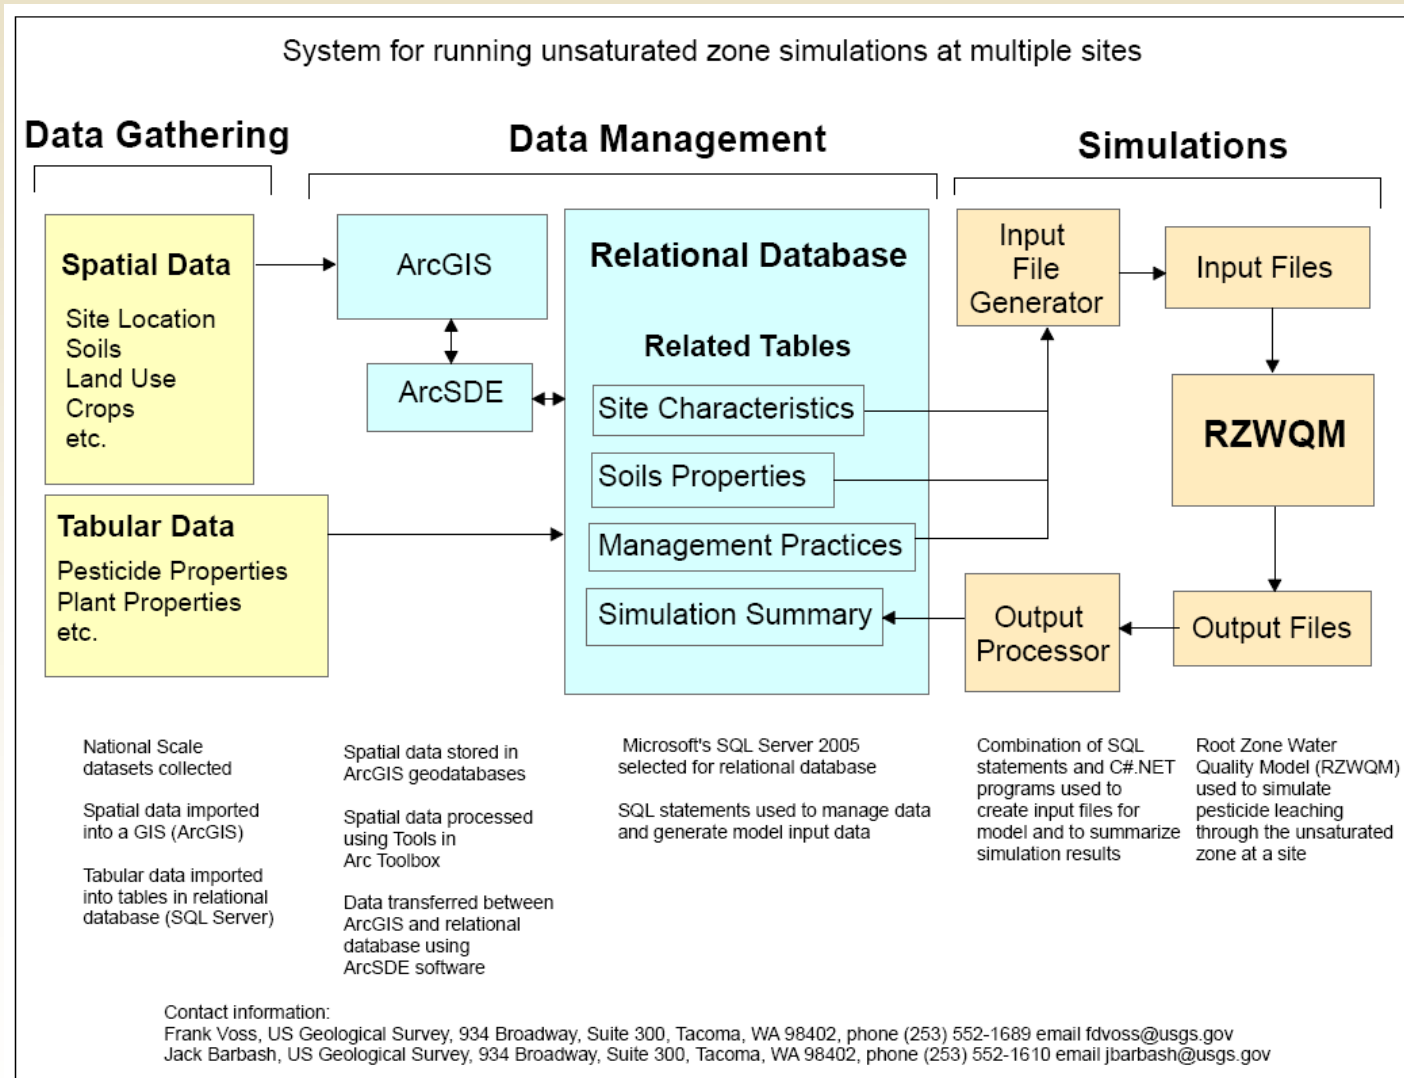 System for running unsaturated zone simulations at multiple sites
Data Gathering
Data Management
Simulations
Spatial Data
Site Location
Soils
Land Use
Crops
etc.
Tabular Data
Pesticide Properties
Plant Properties
etc.
ArcGIS
ArcSDE
Relational Database
Related Tables
Site Characteristics
Soils Properties
Management Practices
Simulation Summary
Input
File
Generator
Input Files
RZWQM
Output Files
Output
Processor
National Scale
datasets collected
Spatial data imported
into a GIS (ArcGIS)
Tabular data imported
into tables in relational
database (SQL Server)
Spatial data stored in
ArcGIS geodatabases
Spatial data processed
using Tools in
Arc Toolbox
Data transferred between
ArcGIS and relational
database using
ArcSDE software
Microsoft's SQL Server 2005
selected for relational database
SQL statements used to manage data
and generate model input data
Combination of SQL
statements and C#.NET
programs used to
create input files for
model and to summarize
simulation results
Root Zone Water
Quality Model (RZWQM)
used to simulate
pesticide leaching
through the unsaturated
zone at a site
Contact information:
Frank Voss, US Geological Survey, 934 Broadway, Suite 300, Tacoma, WA 98402, phone (253) 552-1689 email fdvoss@usgs.gov
Jack Barbash, US Geological Survey, 934 Broadway, Suite 300, Tacoma, WA 98402, phone (253) 552-1610 email jbarbash@usgs.gov